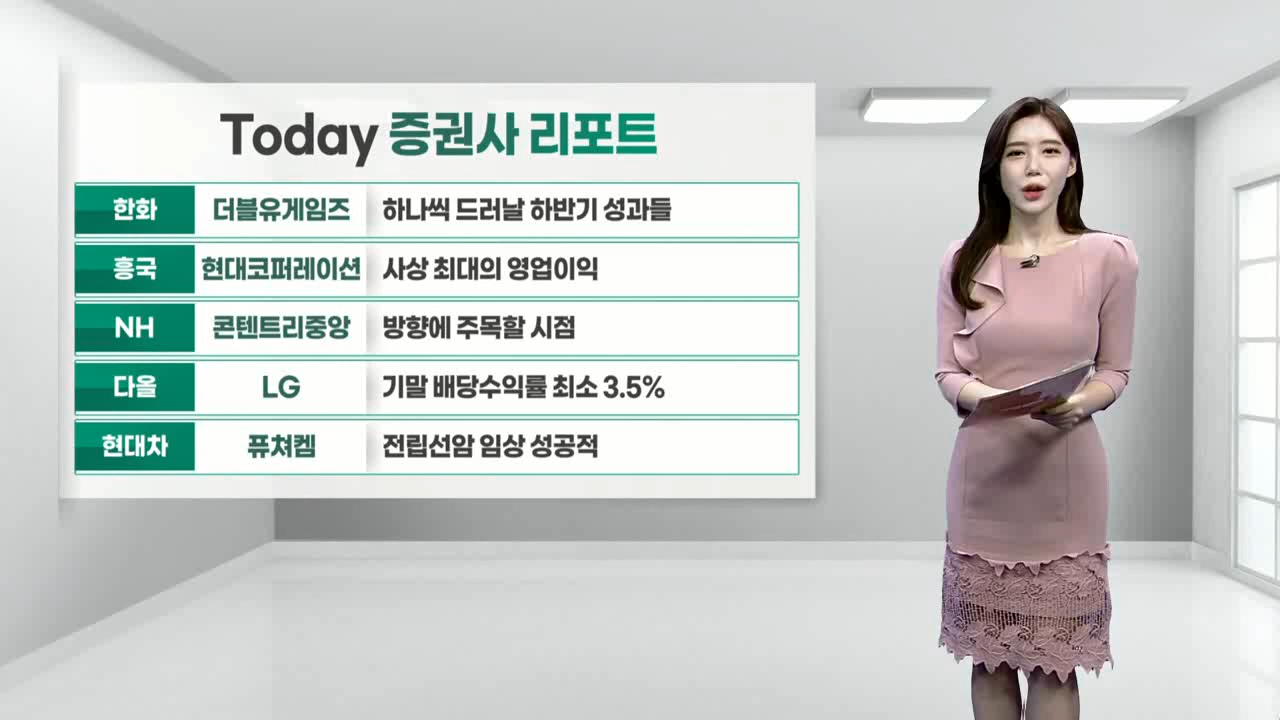 Today 증권사 리포트
한화 더블유게임즈 하나씩 드러날 하반기 성과들
흥국 현대코퍼레이션 사상 최대의 영업이익
NH 콘텐트리중앙 방향에 주목할 시점
다올 LG 기말 배당수익률 최소 3.5%
현대차 퓨쳐켐 전립선암 임상 성공적